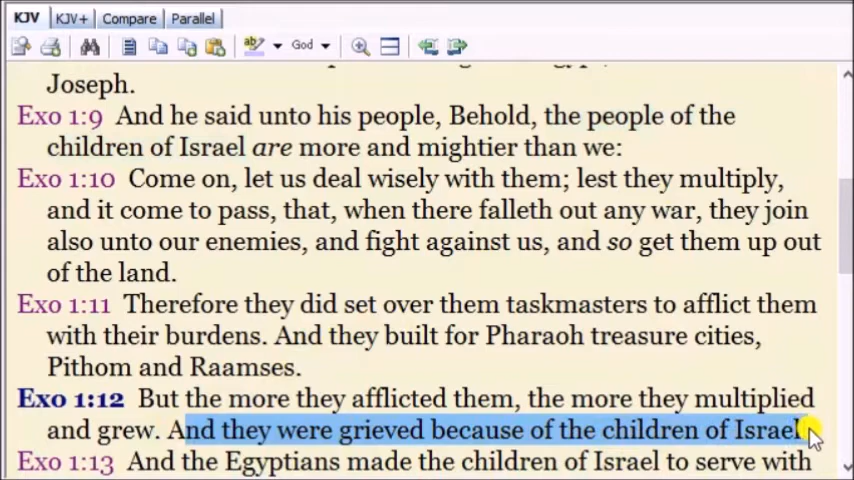 KJV KJV+ Compare Parallel
God
Joseph.
Exo 1:9 And he said unto his people, Behold, the people of the
children of Israel are more and mightier than we:
Exo 1:10 Come on, let us deal wisely with them; lest they multiply,
and it come to pass, that, when there falleth out any war, they join
also unto our enemies, and fight against us, and so get them up out
of the land.
Exo 1:11 Therefore they did set over them taskmasters to afflict them
with their burdens. And they built for Pharaoh treasure cities,
Pithom and Raamses.
Exo 1:12 But the more they afflicted them, the more they multiplied
and grew. And they were grieved because of the children of Israel
Exo 1:13 And the Egyptians made the children of Israel to serve with